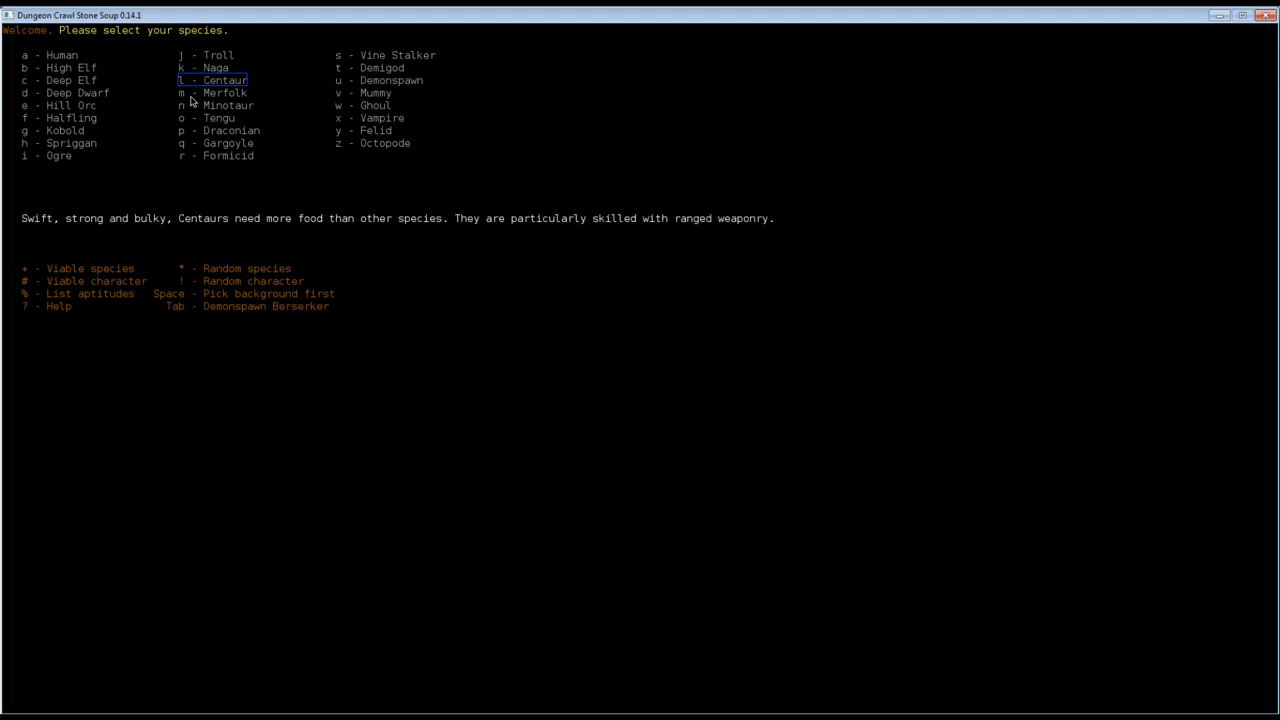 Dungeon Crawl Stone Soup 0.14.1
Welcome. Please select your species.
a - Human j - Troll s - Vine Stalker
b - High Elf k - Naga t - Demigod
c - Deep Elf l - Centaur u - Demonspawn
d - Deep Dwarf m - Merfolk v - Mummy
e - Hill Orc n - Minotaur w - Ghoul
f - Halfling o - Tengu x - Vampire
g - Kobold p - Draconian y - Felid
h - Spriggan q - Gargoyle z - Octopode
i - Ogre r - Formicid
Swift, strong and bulky, Centaurs need more food than other species. They are particularly skilled with ranged weaponry.
+ - Viable species * - Random species
# - Viable character ! - Random character
% - List aptitudes Space - Pick background first
? - Help Tab - Demonspawn Berserker